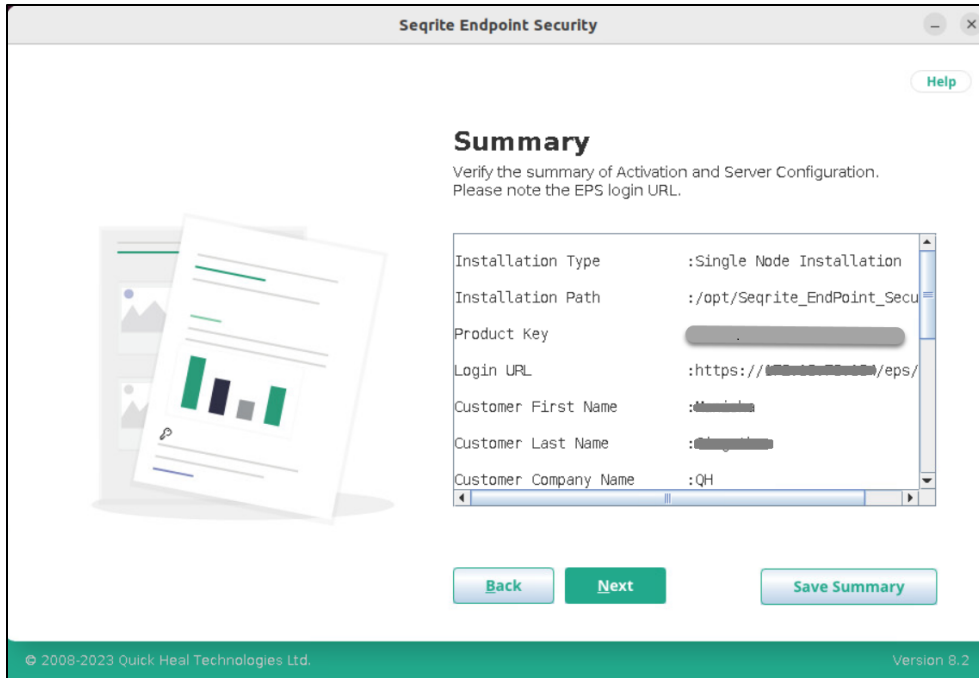 Seqrite Endpoint Security
Help
Summary
Verify the summary of Activation and Server Configuration.
Please note the EPS login URL.
Installation Type :Single Node Installation
Installation Path :/opt/Seqrite_EndPoint_Secu
Product Key
Login URL :https:// /eps/
Customer First Name :
Customer Last Name :
Customer Company Name :QH
Back Next Save Summary
© 2008-2023 Quick Heal Technologies Ltd. Version 8.2